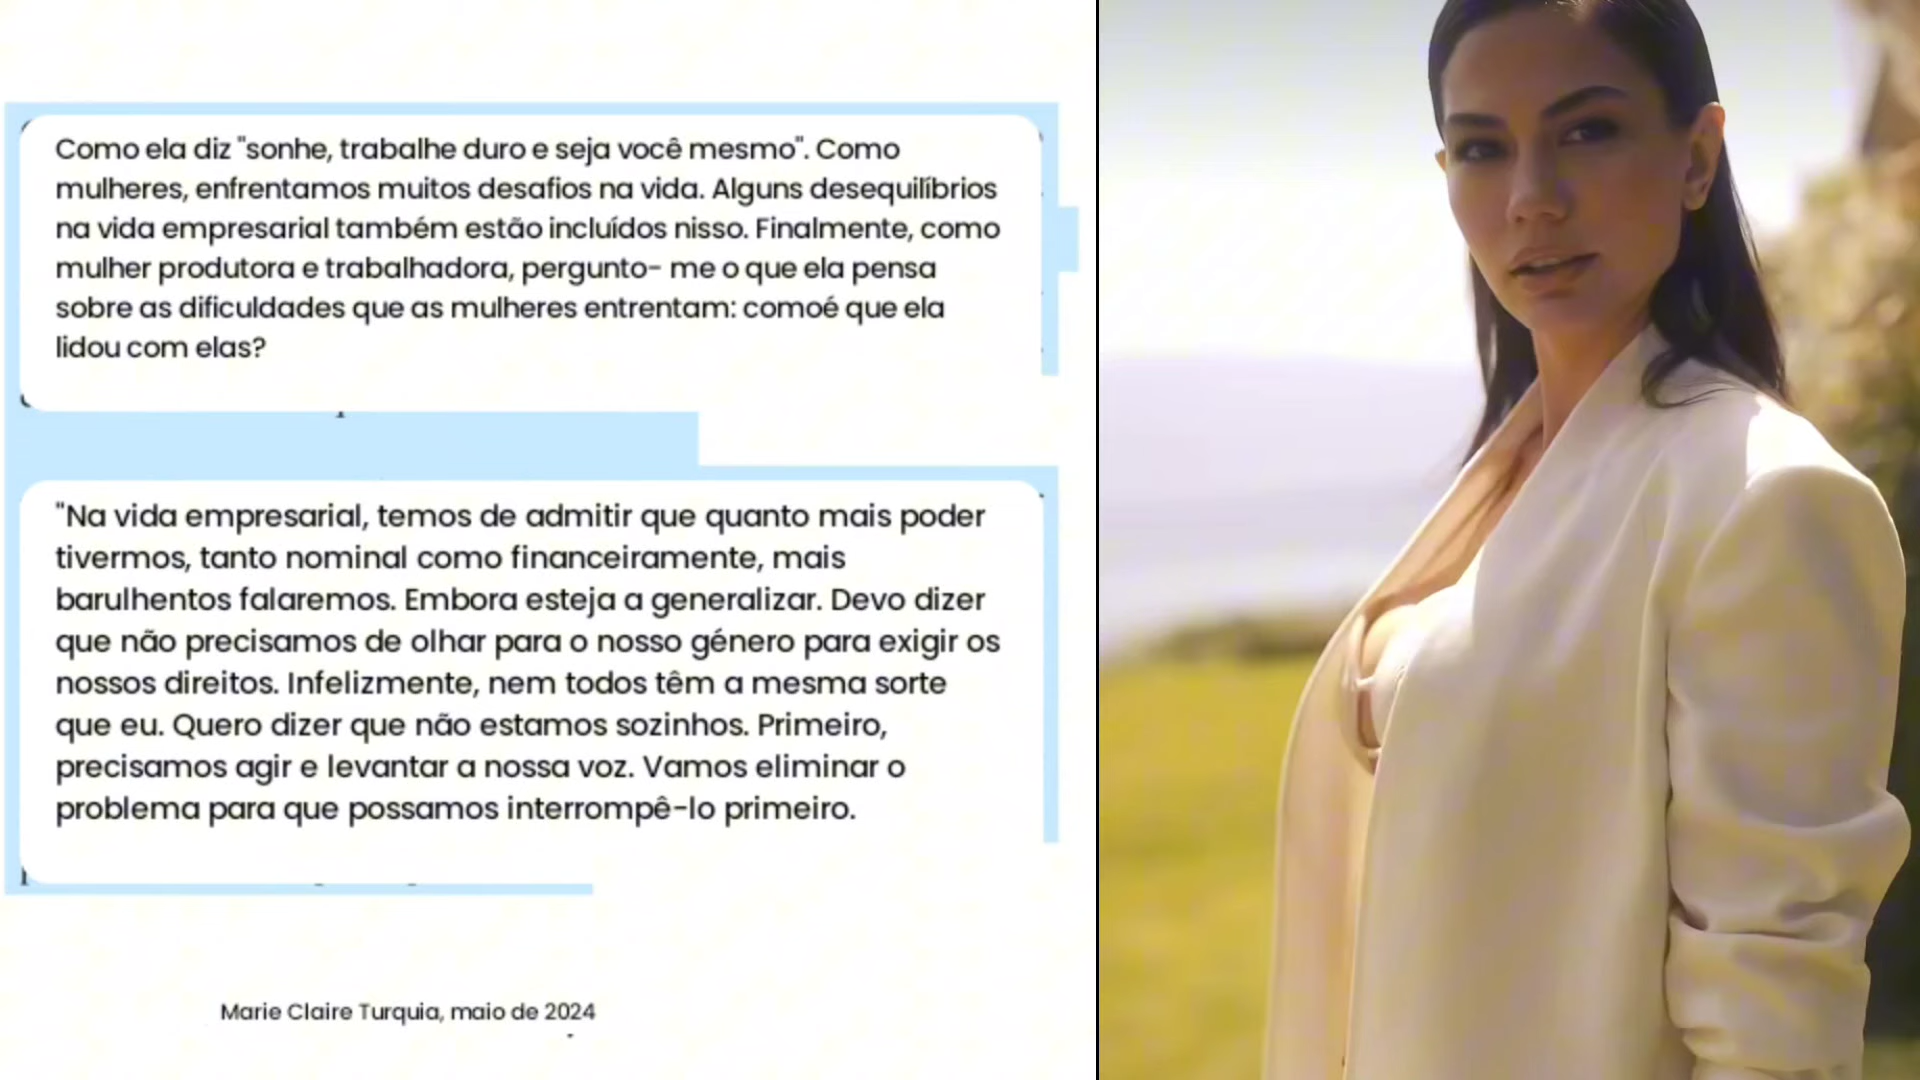 Como ela diz "sonhe, trabalhe duro e seja você mesmo". Como
mulheres, enfrentamos muitos desafios na vida. Alguns desequilíbrios
na vida empresarial também estão incluídos nisso. Finalmente, como
mulher produtora e trabalhadora, pergunto- me o que ela pensa
sobre as dificuldades que as mulheres entrentam: comoé que ela
lidou com elas?
"Na vida empresarial, temos de admitir que quanto mais poder
tivermos, tanto nominal como financeiramente, mais
barulhentos falaremos. Embora esteja a generalizar. Devo dizer
que não precisamos de olhar para o nosso género para exigir os
nossos direitos. Infelizmente, nem todos têm a mesma sorte
que eu. Quero dizer que não estamos sozinhos. Primeiro,
precisamos agir e levantar a nossa voz. Vamos eliminar o
problema para que possamos interrompê-lo primeiro.
Marie Claire Turquia, maio de 2024